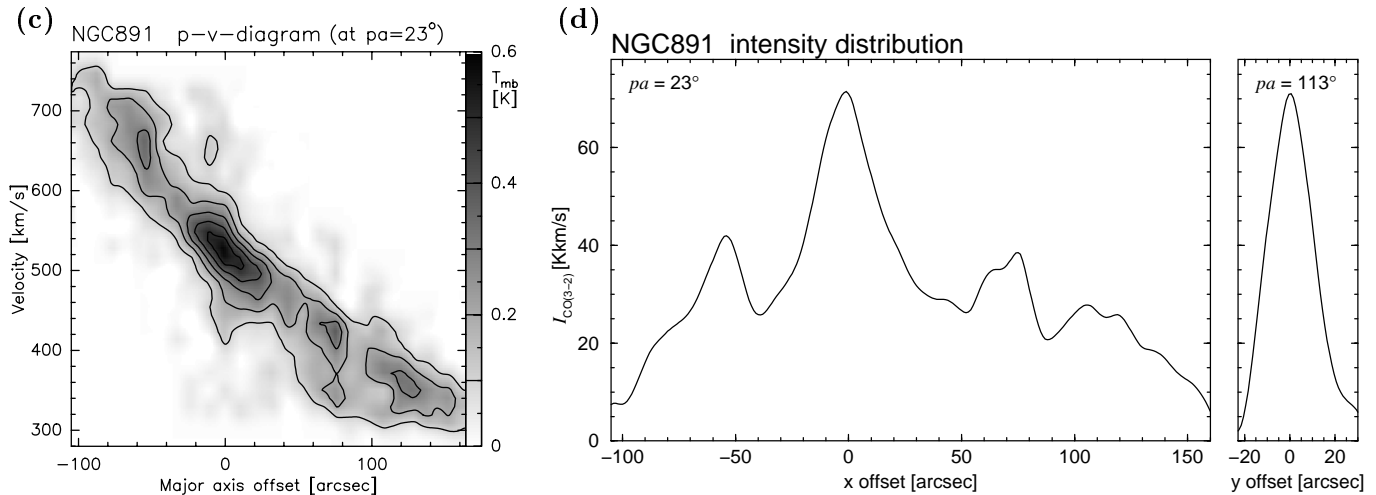 (c)
NGC891 p-v-diagram (at pa=23°)
0.6
T_mb
[K]
0.4
0.2
0
700
600
500
400
300
Velocity [km/s]
-100 0 100
Major axis offset [arcsec]
(d)
NGC891 intensity distribution
pa = 23°
60
40
20
0
I_CO(3-2) [Kkm/s]
-100 -50 0 50 100 150
x offset [arcsec]
pa = 113°
-20 0 20
y offset [arcsec]